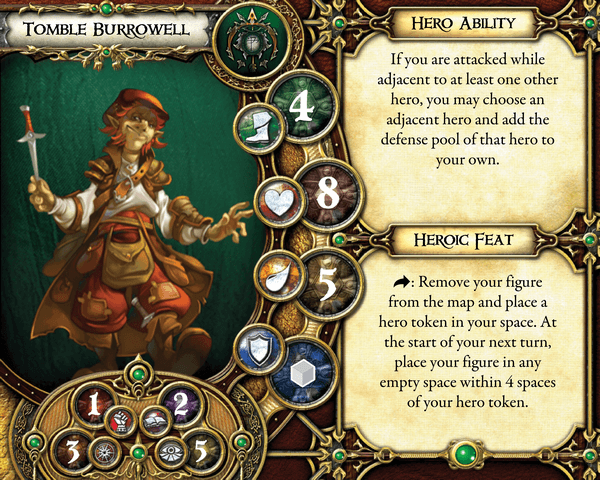 Tomble Burrowell
4
8
5
1
2
3
5
Hero Ability
If you are attacked while
adjacent to at least one other
hero, you may choose an
adjacent hero and add the
defense pool of that hero to
your own.
Heroic Feat
: Remove your figure
from the map and place a
hero token in your space. At
the start of your next turn,
place your figure in any
empty space within 4 spaces
of your hero token.